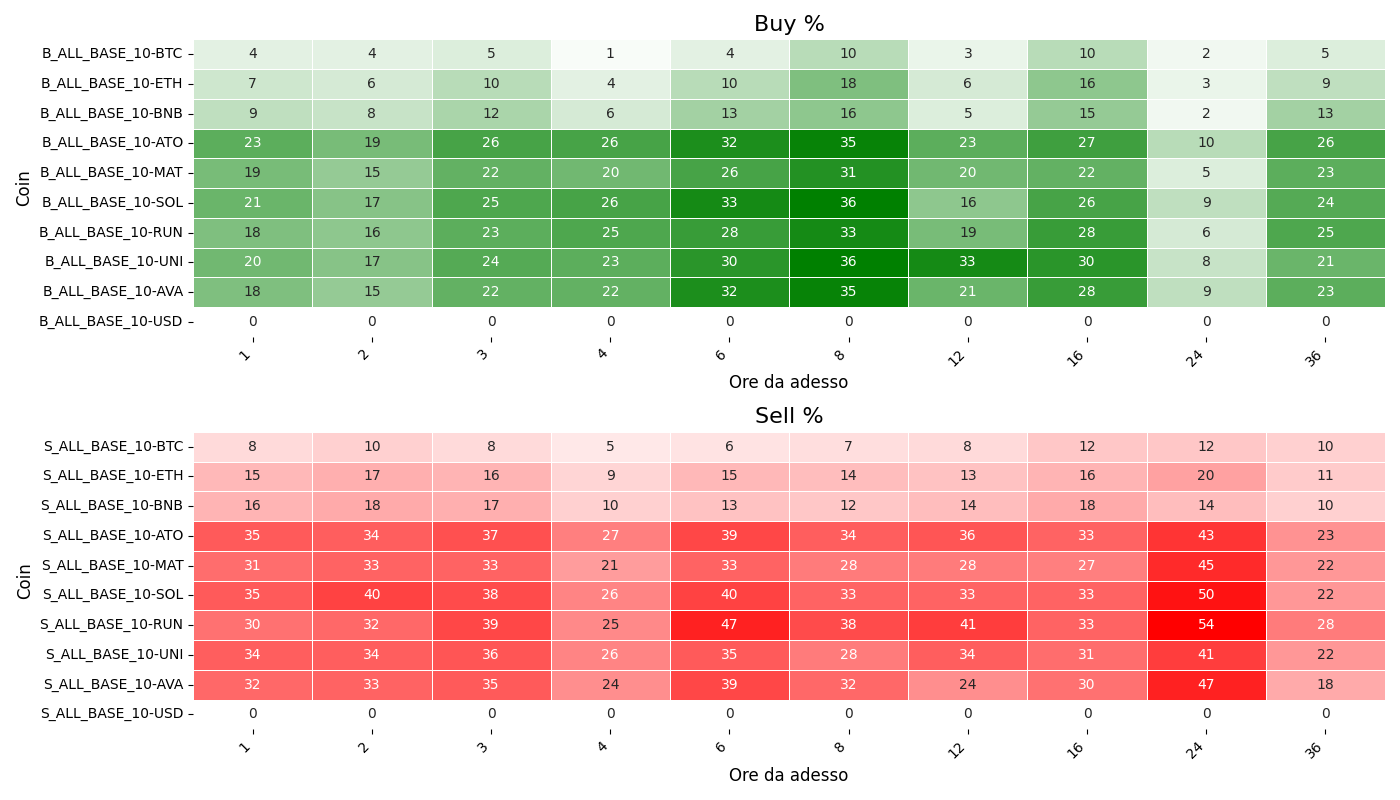 Buy %
Coin
B_ALL_BASE_10-BTC 4 4 5 1 4 10 3 10 2 5
B_ALL_BASE_10-ETH 7 6 10 4 10 18 6 16 3 9
B_ALL_BASE_10-BNB 9 8 12 6 13 16 5 15 2 13
B_ALL_BASE_10-ATO 23 19 26 26 32 35 23 27 10 26
B_ALL_BASE_10-MAT 19 15 22 20 26 31 20 22 5 23
B_ALL_BASE_10-SOL 21 17 25 26 33 36 16 26 9 24
B_ALL_BASE_10-RUN 18 16 23 25 28 33 19 28 6 25
B_ALL_BASE_10-UNI 20 17 24 23 30 36 33 30 8 21
B_ALL_BASE_10-AVA 18 15 22 22 32 35 21 28 9 23
B_ALL_BASE_10-USD 0 0 0 0 0 0 0 0 0 0
1 2 3 4 6 8 12 16 24 36
Ore da adesso
Sell %
Coin
S_ALL_BASE_10-BTC 8 10 8 5 6 7 8 12 12 10
S_ALL_BASE_10-ETH 15 17 16 9 15 14 13 16 20 11
S_ALL_BASE_10-BNB 16 18 17 10 13 12 14 18 14 10
S_ALL_BASE_10-ATO 35 34 37 27 39 34 36 33 43 23
S_ALL_BASE_10-MAT 31 33 33 21 33 28 28 27 45 22
S_ALL_BASE_10-SOL 35 40 38 26 40 33 33 33 50 22
S_ALL_BASE_10-RUN 30 32 39 25 47 38 41 33 54 28
S_ALL_BASE_10-UNI 34 34 36 26 35 28 34 31 41 22
S_ALL_BASE_10-AVA 32 33 35 24 39 32 24 30 47 18
S_ALL_BASE_10-USD 0 0 0 0 0 0 0 0 0 0
1 2 3 4 6 8 12 16 24 36
Ore da adesso